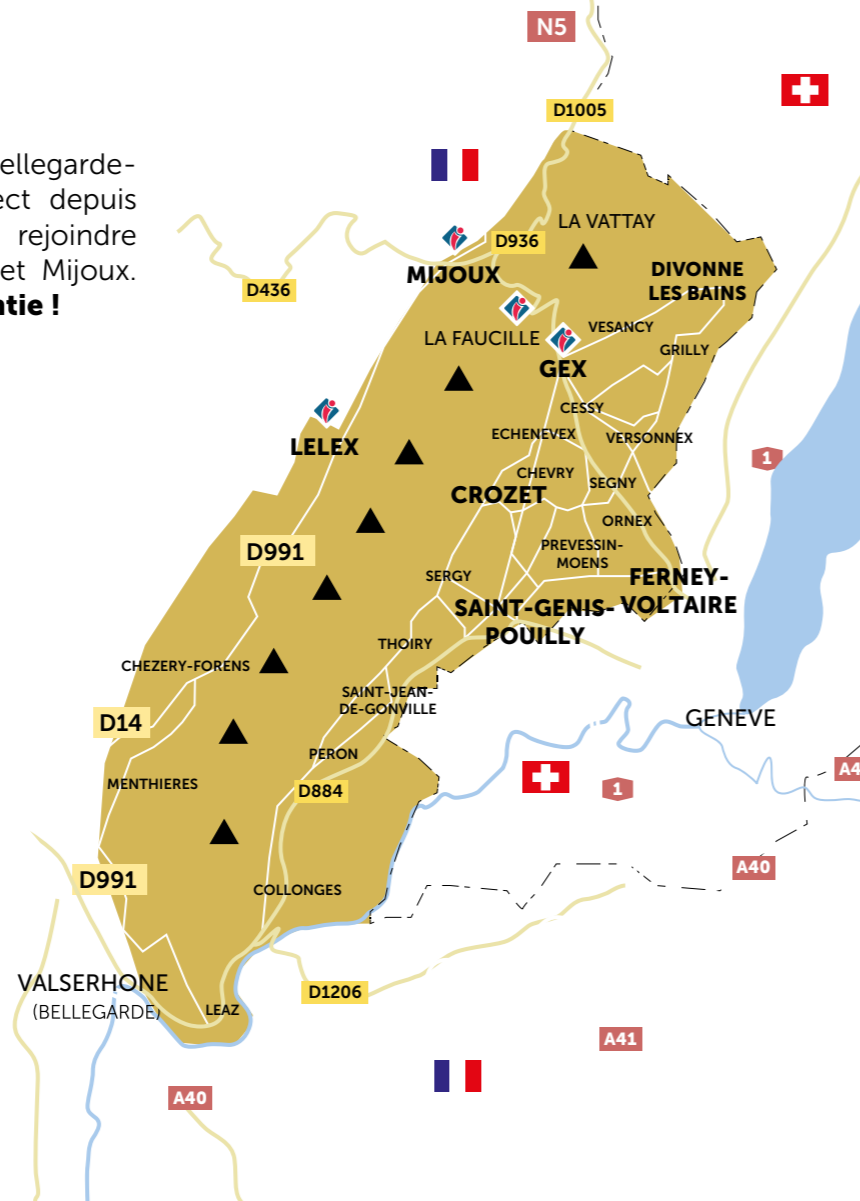 N5
D1005
ellegarde-
ect depuis
rejoindre
et Mijoux.
ntie !
LA VATTAY
D936
MIJOUX
DIVONNE
LES BAINS
D436
VESANCY
LA FAUCILLE
GRILLY
GEX
CESSY
LELEX
ECHENEVEX
VERSONNEX
1
CHEVRY
SEGNY
CROZET
ORNEX
D991
PREVESSIN-
MOENS
SERGY
FERNEY-
VOLTAIRE
SAINT-GENIS-
POUILLY
THOIRY
CHEZERY-FORENS
SAINT-JEAN-
DE-GONVILLE
D14
GENEVE
PERON
A4
MENTHIERES
D884
1
A40
D991
COLLONGES
VALSERHONE
(BELLEGARDE)
D1206
LEAZ
A41
A40